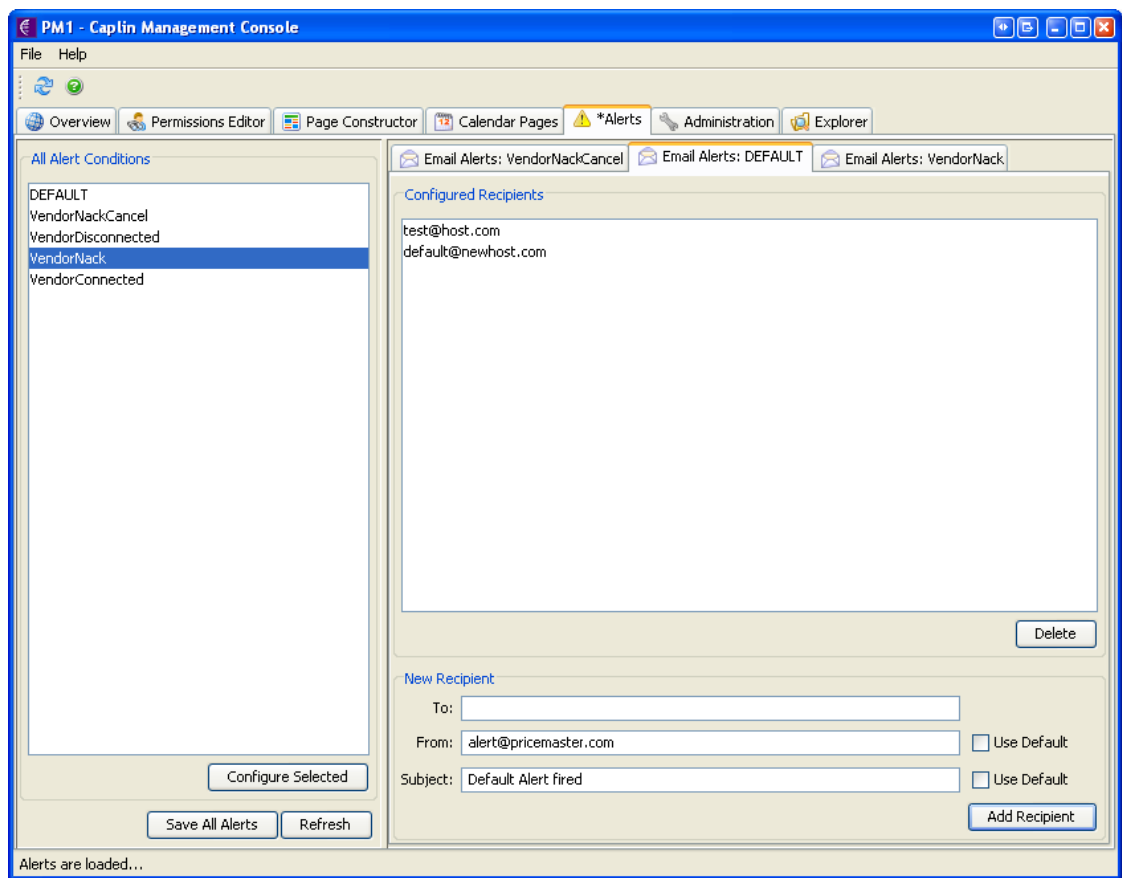 PM1 - Caplin Management Console
File Help
Overview Permissions Editor Page Constructor 12 Calendar Pages *Alerts Administration Explorer
All Alert Conditions
DEFAULT
VendorNackCancel
VendorDisconnected
VendorNack
VendorConnected
Configure Selected
Save All Alerts Refresh
Email Alerts: VendorNackCancel Email Alerts: DEFAULT Email Alerts: VendorNack
Configured Recipients
test@host.com
default@newhost.com
Delete
New Recipient
To:
From: alert@pricemaster.com Use Default
Subject: Default Alert fired Use Default
Add Recipient
Alerts are loaded...